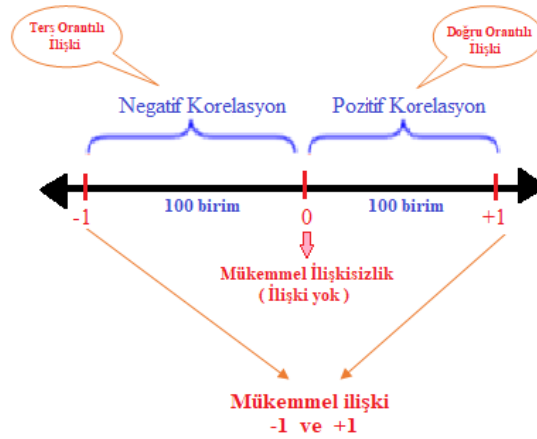 Ters Orantılı
İlişki
Doğru Orantılı
İlişki
Negatif Korelasyon
Pozitif Korelasyon
100 birim
100 birim
-1
0
+1
Mükemmel İlişkisizlik
( İlişki yok )
Mükemmel ilişki
-1 ve +1